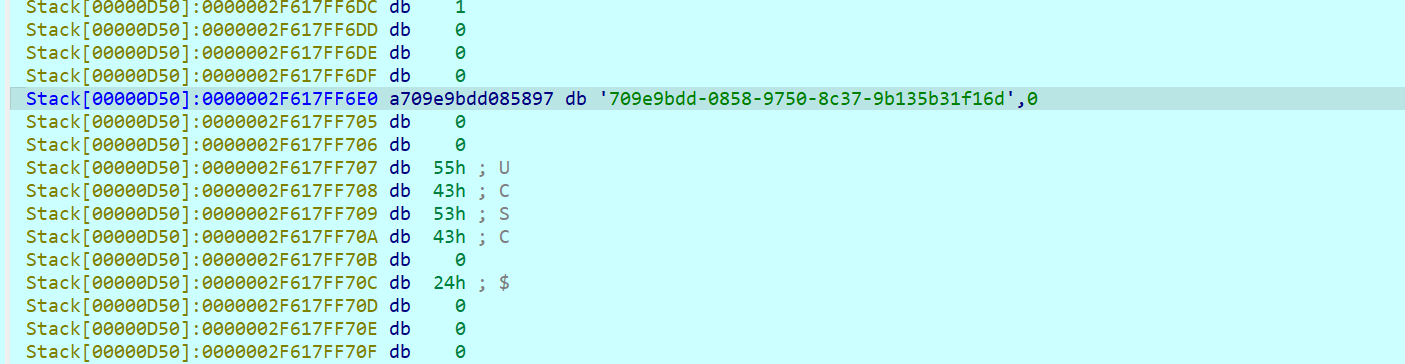 Stack[00000D50]:0000002F617FF6DC db    1
Stack[00000D50]:0000002F617FF6DD db    0
Stack[00000D50]:0000002F617FF6DE db    0
Stack[00000D50]:0000002F617FF6DF db    0
Stack[00000D50]:0000002F617FF6E0 a709e9bdd085897 db '709e9bdd-0858-9750-8c37-9b135b31f16d',0
Stack[00000D50]:0000002F617FF705 db    0
Stack[00000D50]:0000002F617FF706 db    0
Stack[00000D50]:0000002F617FF707 db  55h ; U
Stack[00000D50]:0000002F617FF708 db  43h ; C
Stack[00000D50]:0000002F617FF709 db  53h ; S
Stack[00000D50]:0000002F617FF70A db  43h ; C
Stack[00000D50]:0000002F617FF70B db    0
Stack[00000D50]:0000002F617FF70C db  24h ; $
Stack[00000D50]:0000002F617FF70D db    0
Stack[00000D50]:0000002F617FF70E db    0
Stack[00000D50]:0000002F617FF70F db    0